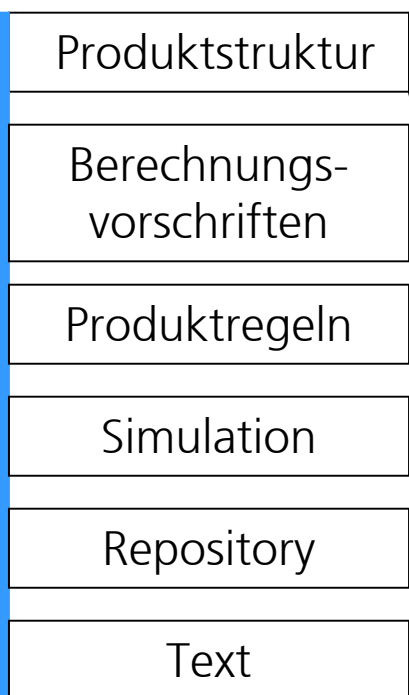 Produktstruktur
Berechnungs-
vorschriften
Produktregeln
Simulation
Repository
Text